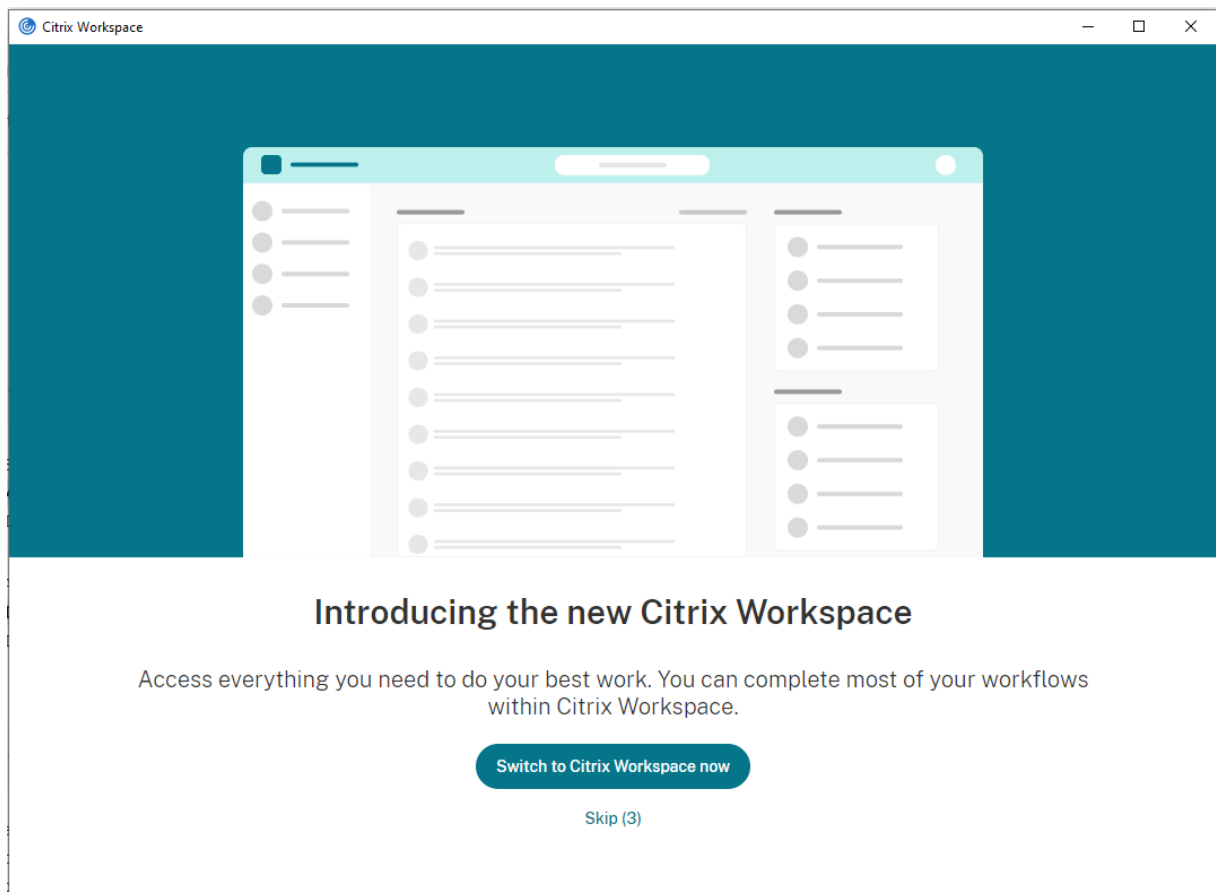 Citrix Workspace
Introducing the new Citrix Workspace
Access everything you need to do your best work. You can complete most of your workflows
within Citrix Workspace.
Switch to Citrix Workspace now
Skip (3)